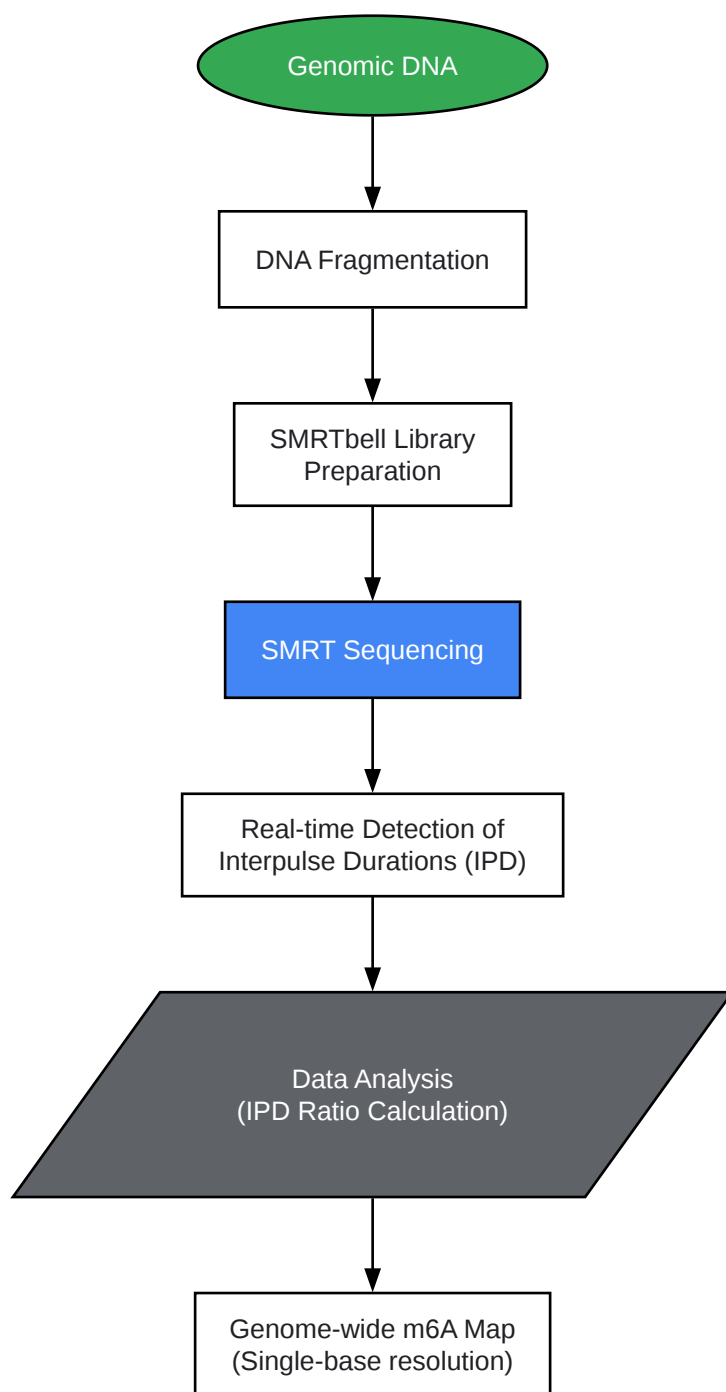 Genomic DNA
DNA Fragmentation
SMRTbell Library
Preparation
SMRT Sequencing
Real-time Detection of
Interpulse Durations (IPD)
Data Analysis
(IPD Ratio Calculation)
Genome-wide m6A Map
(Single-base resolution)